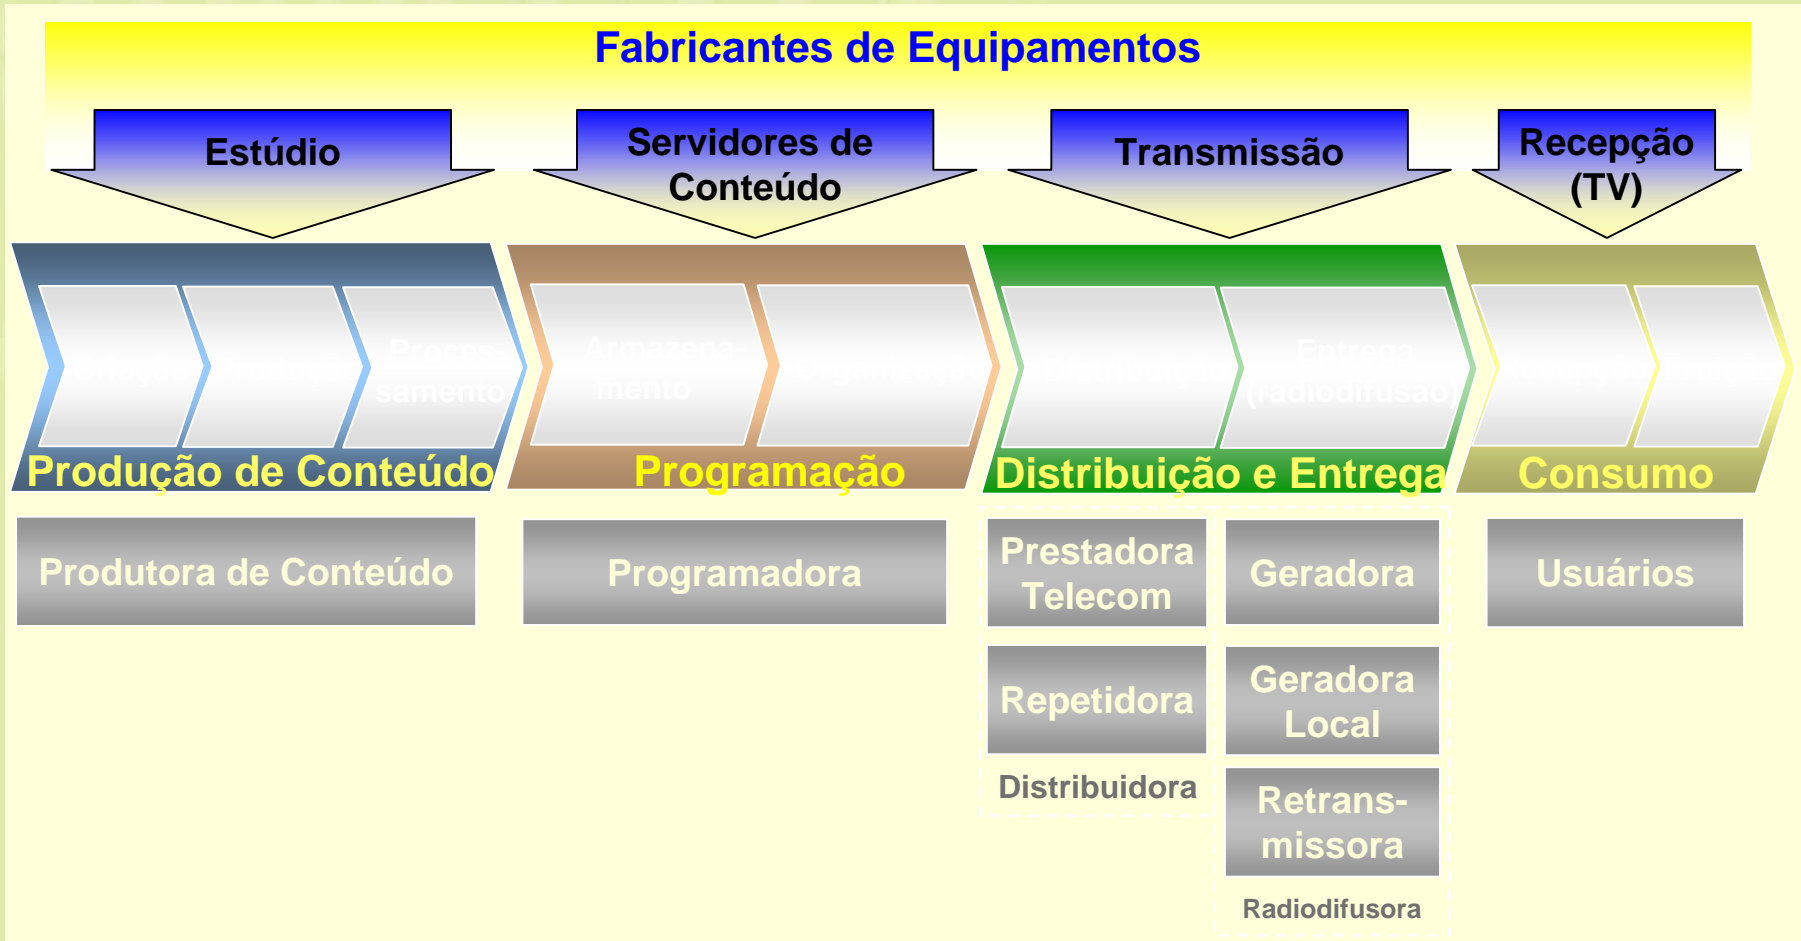 Fabricantes de Equipamentos
Estúdio
Servidores de
Conteúdo
Transmissão
Recepção
(TV)
Proces-
samento
Armazena-
mento
Entrega
(radiodifusão)
Produção de Conteúdo
Programação
Distribuição e Entrega
Consumo
Produtora de Conteúdo
Programadora
Prestadora
Telecom
Geradora
Usuários
Repetidora
Geradora
Local
Distribuidora
Retrans-
missora
Radiodifusora